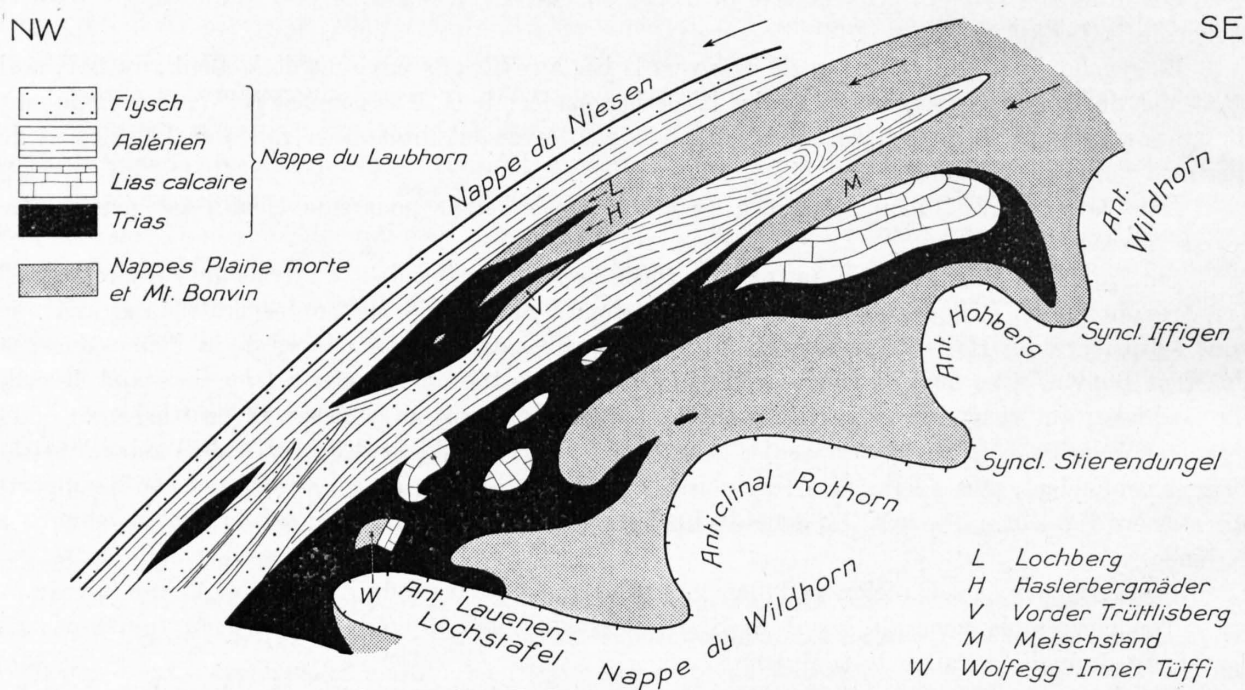 NW
SE
Flysch
Aalénien
Lias calcaire
Trias
Nappe du Laubhorn
Nappes Plaine morte
et Mt. Bonvin
Nappe du Niesen
L
H
V
M
W
Ant. Wildhorn
Syncl. Iffigen
Ant. Hohberg
Syncl. Stierendungel
Anticlinal Rothorn
Ant. Lauenen-
Lochstafel
Nappe du Wildhorn
L Lochberg
H Haslerbergmäder
V Vorder Trüttlisberg
M Metschstand
W Wolfegg-Inner Tüffi